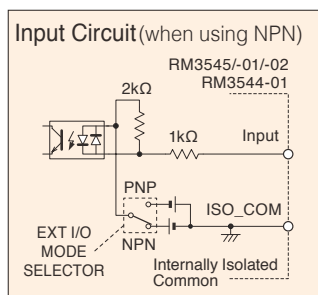 Input Circuit (when using NPN)
RM3545/-01/-02
RM3544-01
2kΩ
1kΩ
Input
PNP
ISO_COM
EXT I/O
MODE
SELECTOR
NPN
Internally Isolated
Common